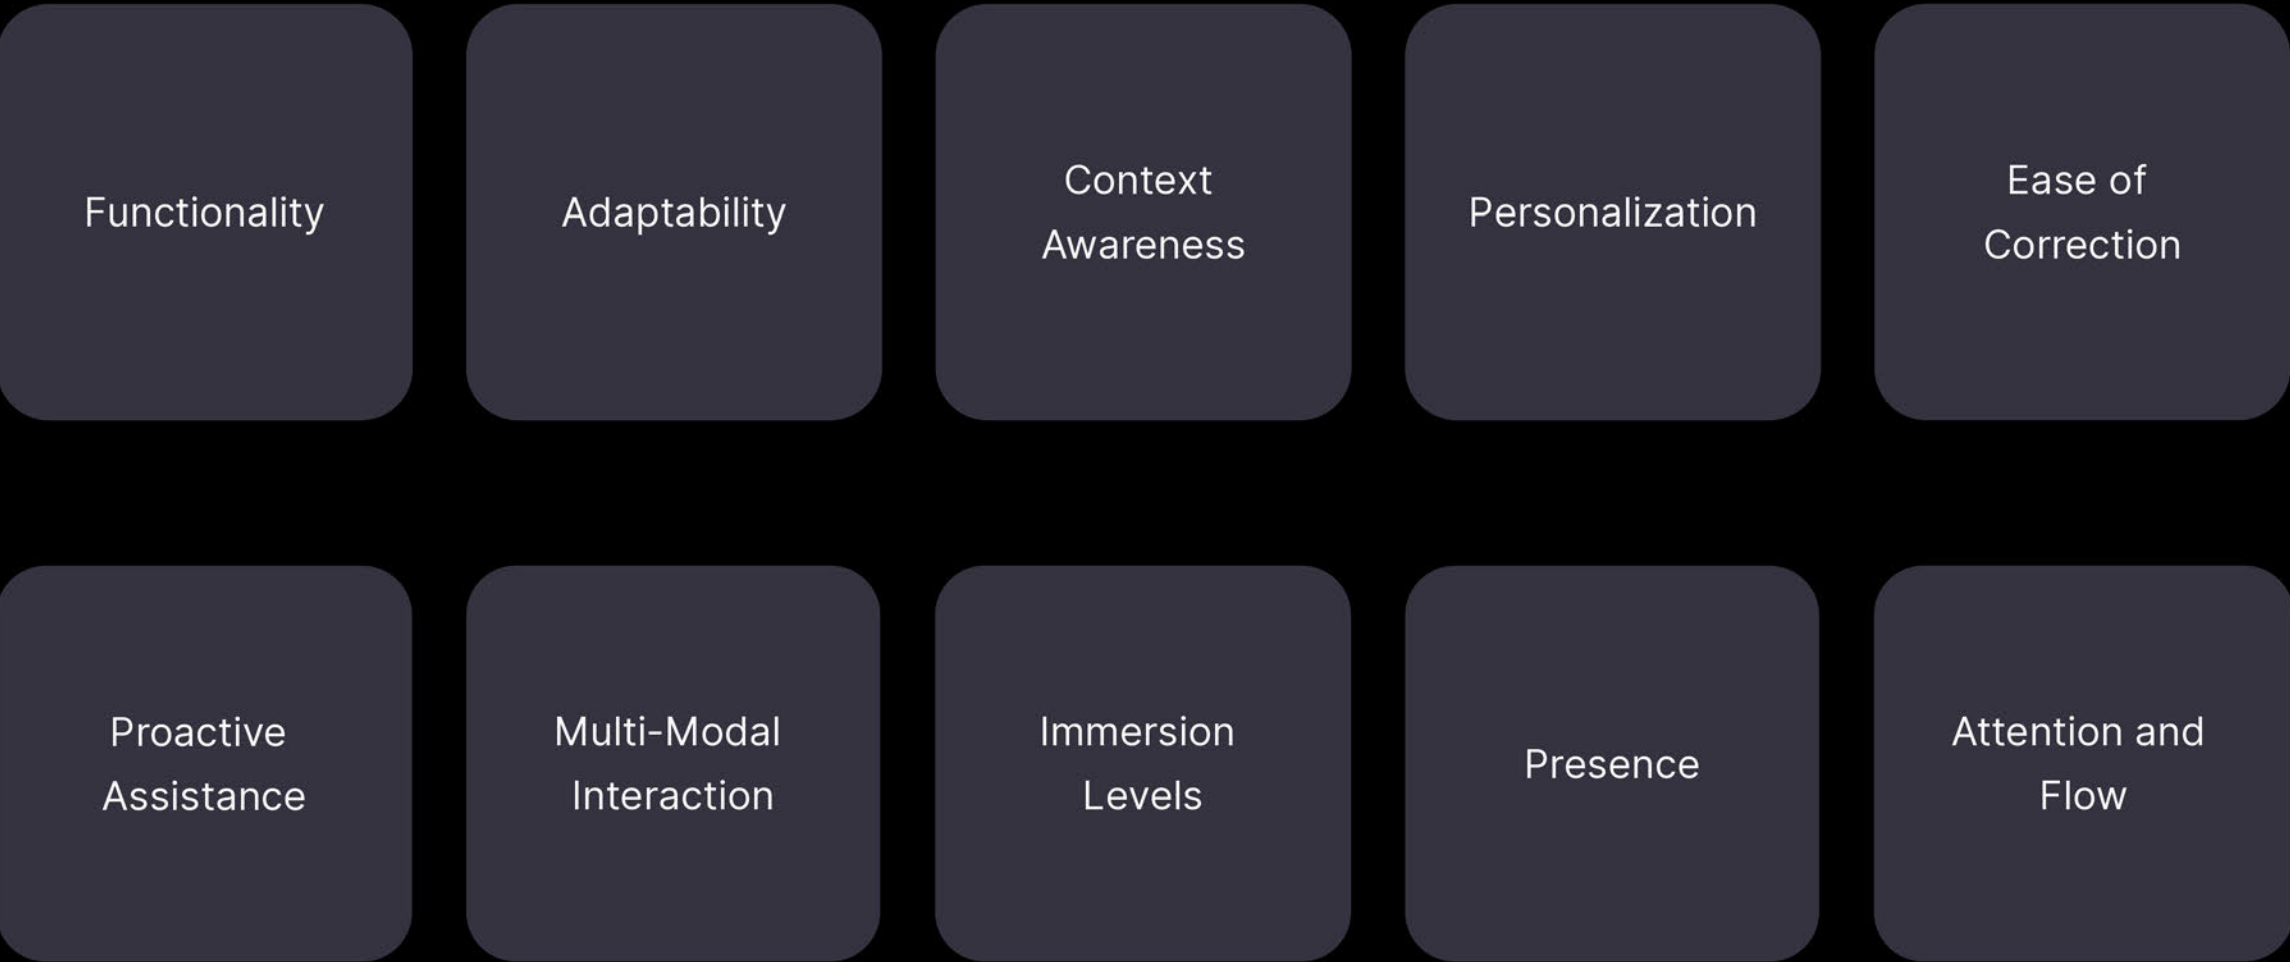 Functionality
Adaptability
Context
Awareness
Personalization
Ease of
Correction
Proactive
Assistance
Multi-Modal
Interaction
Immersion
Levels
Presence
Attention and
Flow